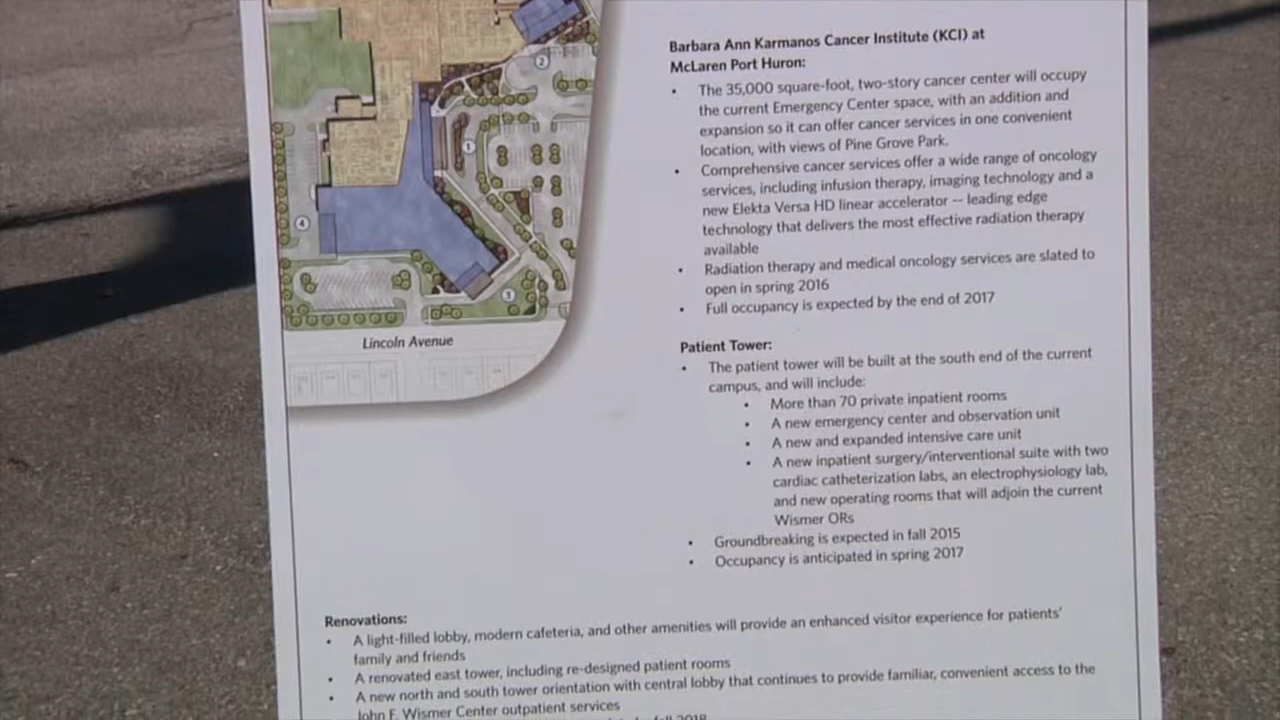 2
1
4
3
Lincoln Avenue
Barbara Ann Karmanos Cancer Institute (KCI) at
McLaren Port Huron:
• The 35,000 square-foot, two-story cancer center will occupy
the current Emergency Center space, with an addition and
expansion so it can offer cancer services in one convenient
location, with views of Pine Grove Park.
• Comprehensive cancer services offer a wide range of oncology
services, including infusion therapy, imaging technology and a
new Elekta Versa HD linear accelerator -- leading edge
technology that delivers the most effective radiation therapy
available
• Radiation therapy and medical oncology services are slated to
open in spring 2016
• Full occupancy is expected by the end of 2017
Patient Tower:
• The patient tower will be built at the south end of the current
campus, and will include:
• More than 70 private inpatient rooms
• A new emergency center and observation unit
• A new and expanded intensive care unit
• A new inpatient surgery/interventional suite with two
cardiac catheterization labs, an electrophysiology lab,
and new operating rooms that will adjoin the current
Wismer ORs
• Groundbreaking is expected in fall 2015
• Occupancy is anticipated in spring 2017
Renovations:
• A light-filled lobby, modern cafeteria, and other amenities will provide an enhanced visitor experience for patients'
family and friends
• A renovated east tower, including re-designed patient rooms
• A new north and south tower orientation with central lobby that continues to provide familiar, convenient access to the
John F. Wismer Center outpatient services